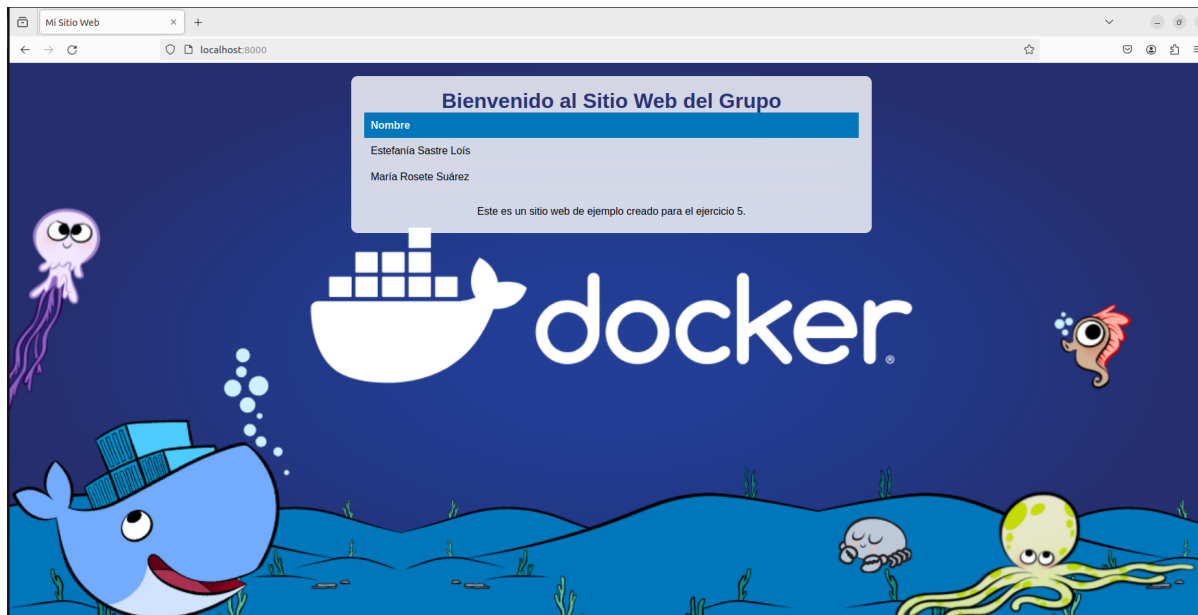 Mi Sitio Web
localhost:8000
Bienvenido al Sitio Web del Grupo
Nombre
Estefanía Sastre Loís
María Rosete Suárez
Este es un sitio web de ejemplo creado para el ejercicio 5.
docker®